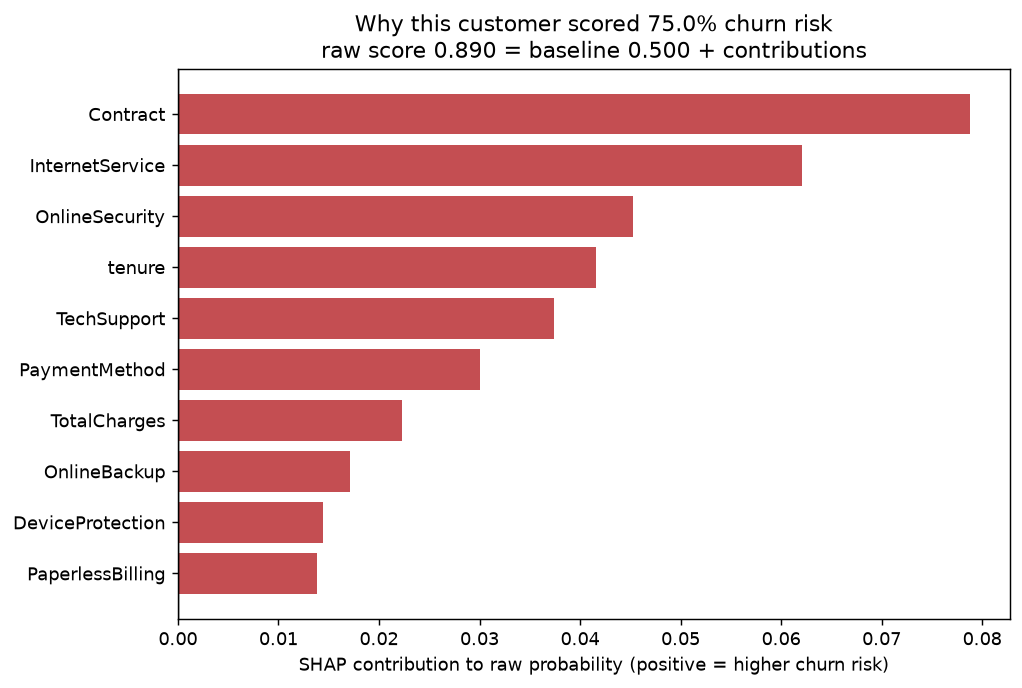 Why this customer scored 75.0% churn risk
raw score 0.890 = baseline 0.500 + contributions
Contract
InternetService
OnlineSecurity
tenure
TechSupport
PaymentMethod
TotalCharges
OnlineBackup
DeviceProtection
PaperlessBilling
0.00 0.01 0.02 0.03 0.04 0.05 0.06 0.07 0.08
SHAP contribution to raw probability (positive = higher churn risk)